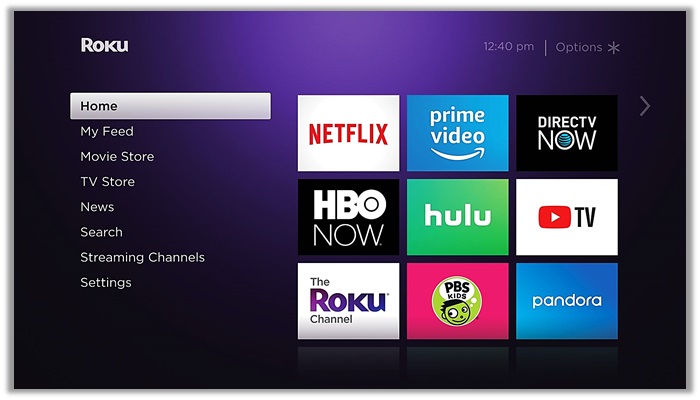 Roku
12:40 pm | Options
Home
My Feed
Movie Store
TV Store
News
Search
Streaming Channels
Settings
NETFLIX
prime
video
DIRECTV
NOW
HBO
NOW
hulu
TV
The
Roku
Channel
PBS
KIDS
pandora